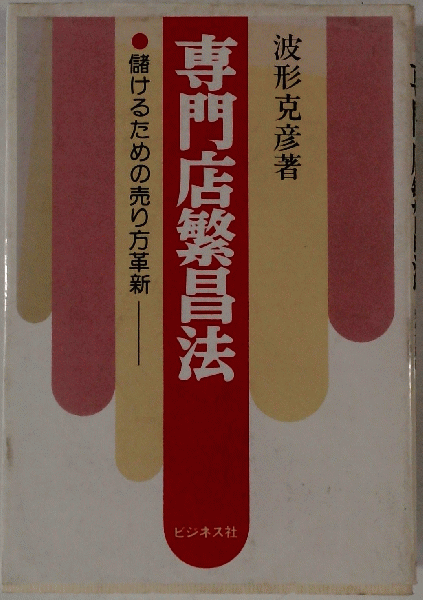 波形克彦著
専門店繁昌法
●儲けるための売り方革新──
ビジネス社